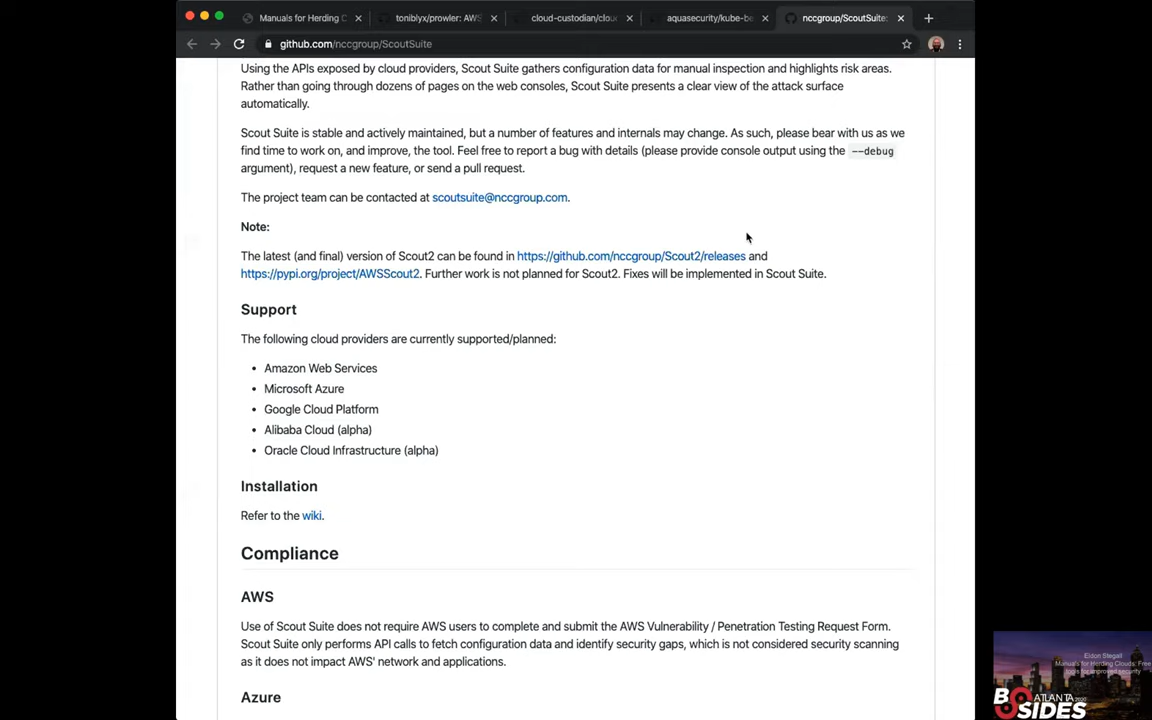 Manuals for Herding C
toniblyx/prowler: AWS
cloud-custodian/clou
aquasecurity/kube-be
nccgroup/ScoutSuite:
github.com/nccgroup/ScoutSuite
Using the APIs exposed by cloud providers, Scout Suite gathers configuration data for manual inspection and highlights risk areas.
Rather than going through dozens of pages on the web consoles, Scout Suite presents a clear view of the attack surface
automatically.
Scout Suite is stable and actively maintained, but a number of features and internals may change. As such, please bear with us as we
find time to work on, and improve, the tool. Feel free to report a bug with details (please provide console output using the --debug
argument), request a new feature, or send a pull request.
The project team can be contacted at scoutsuite@nccgroup.com.
Note:
The latest (and final) version of Scout2 can be found in https://github.com/nccgroup/Scout2/releases and
https://pypi.org/project/AWSScout2. Further work is not planned for Scout2. Fixes will be implemented in Scout Suite.
Support
The following cloud providers are currently supported/planned:
• Amazon Web Services
• Microsoft Azure
• Google Cloud Platform
• Alibaba Cloud (alpha)
• Oracle Cloud Infrastructure (alpha)
Installation
Refer to the wiki.
Compliance
AWS
Use of Scout Suite does not require AWS users to complete and submit the AWS Vulnerability / Penetration Testing Request Form.
Scout Suite only performs API calls to fetch configuration data and identify security gaps, which is not considered security scanning
as it does not impact AWS' network and applications.
Azure
Eldon Stegall
Manuals for Herding Clouds: Free
tools for improved security
BSIDES
ATLANTA